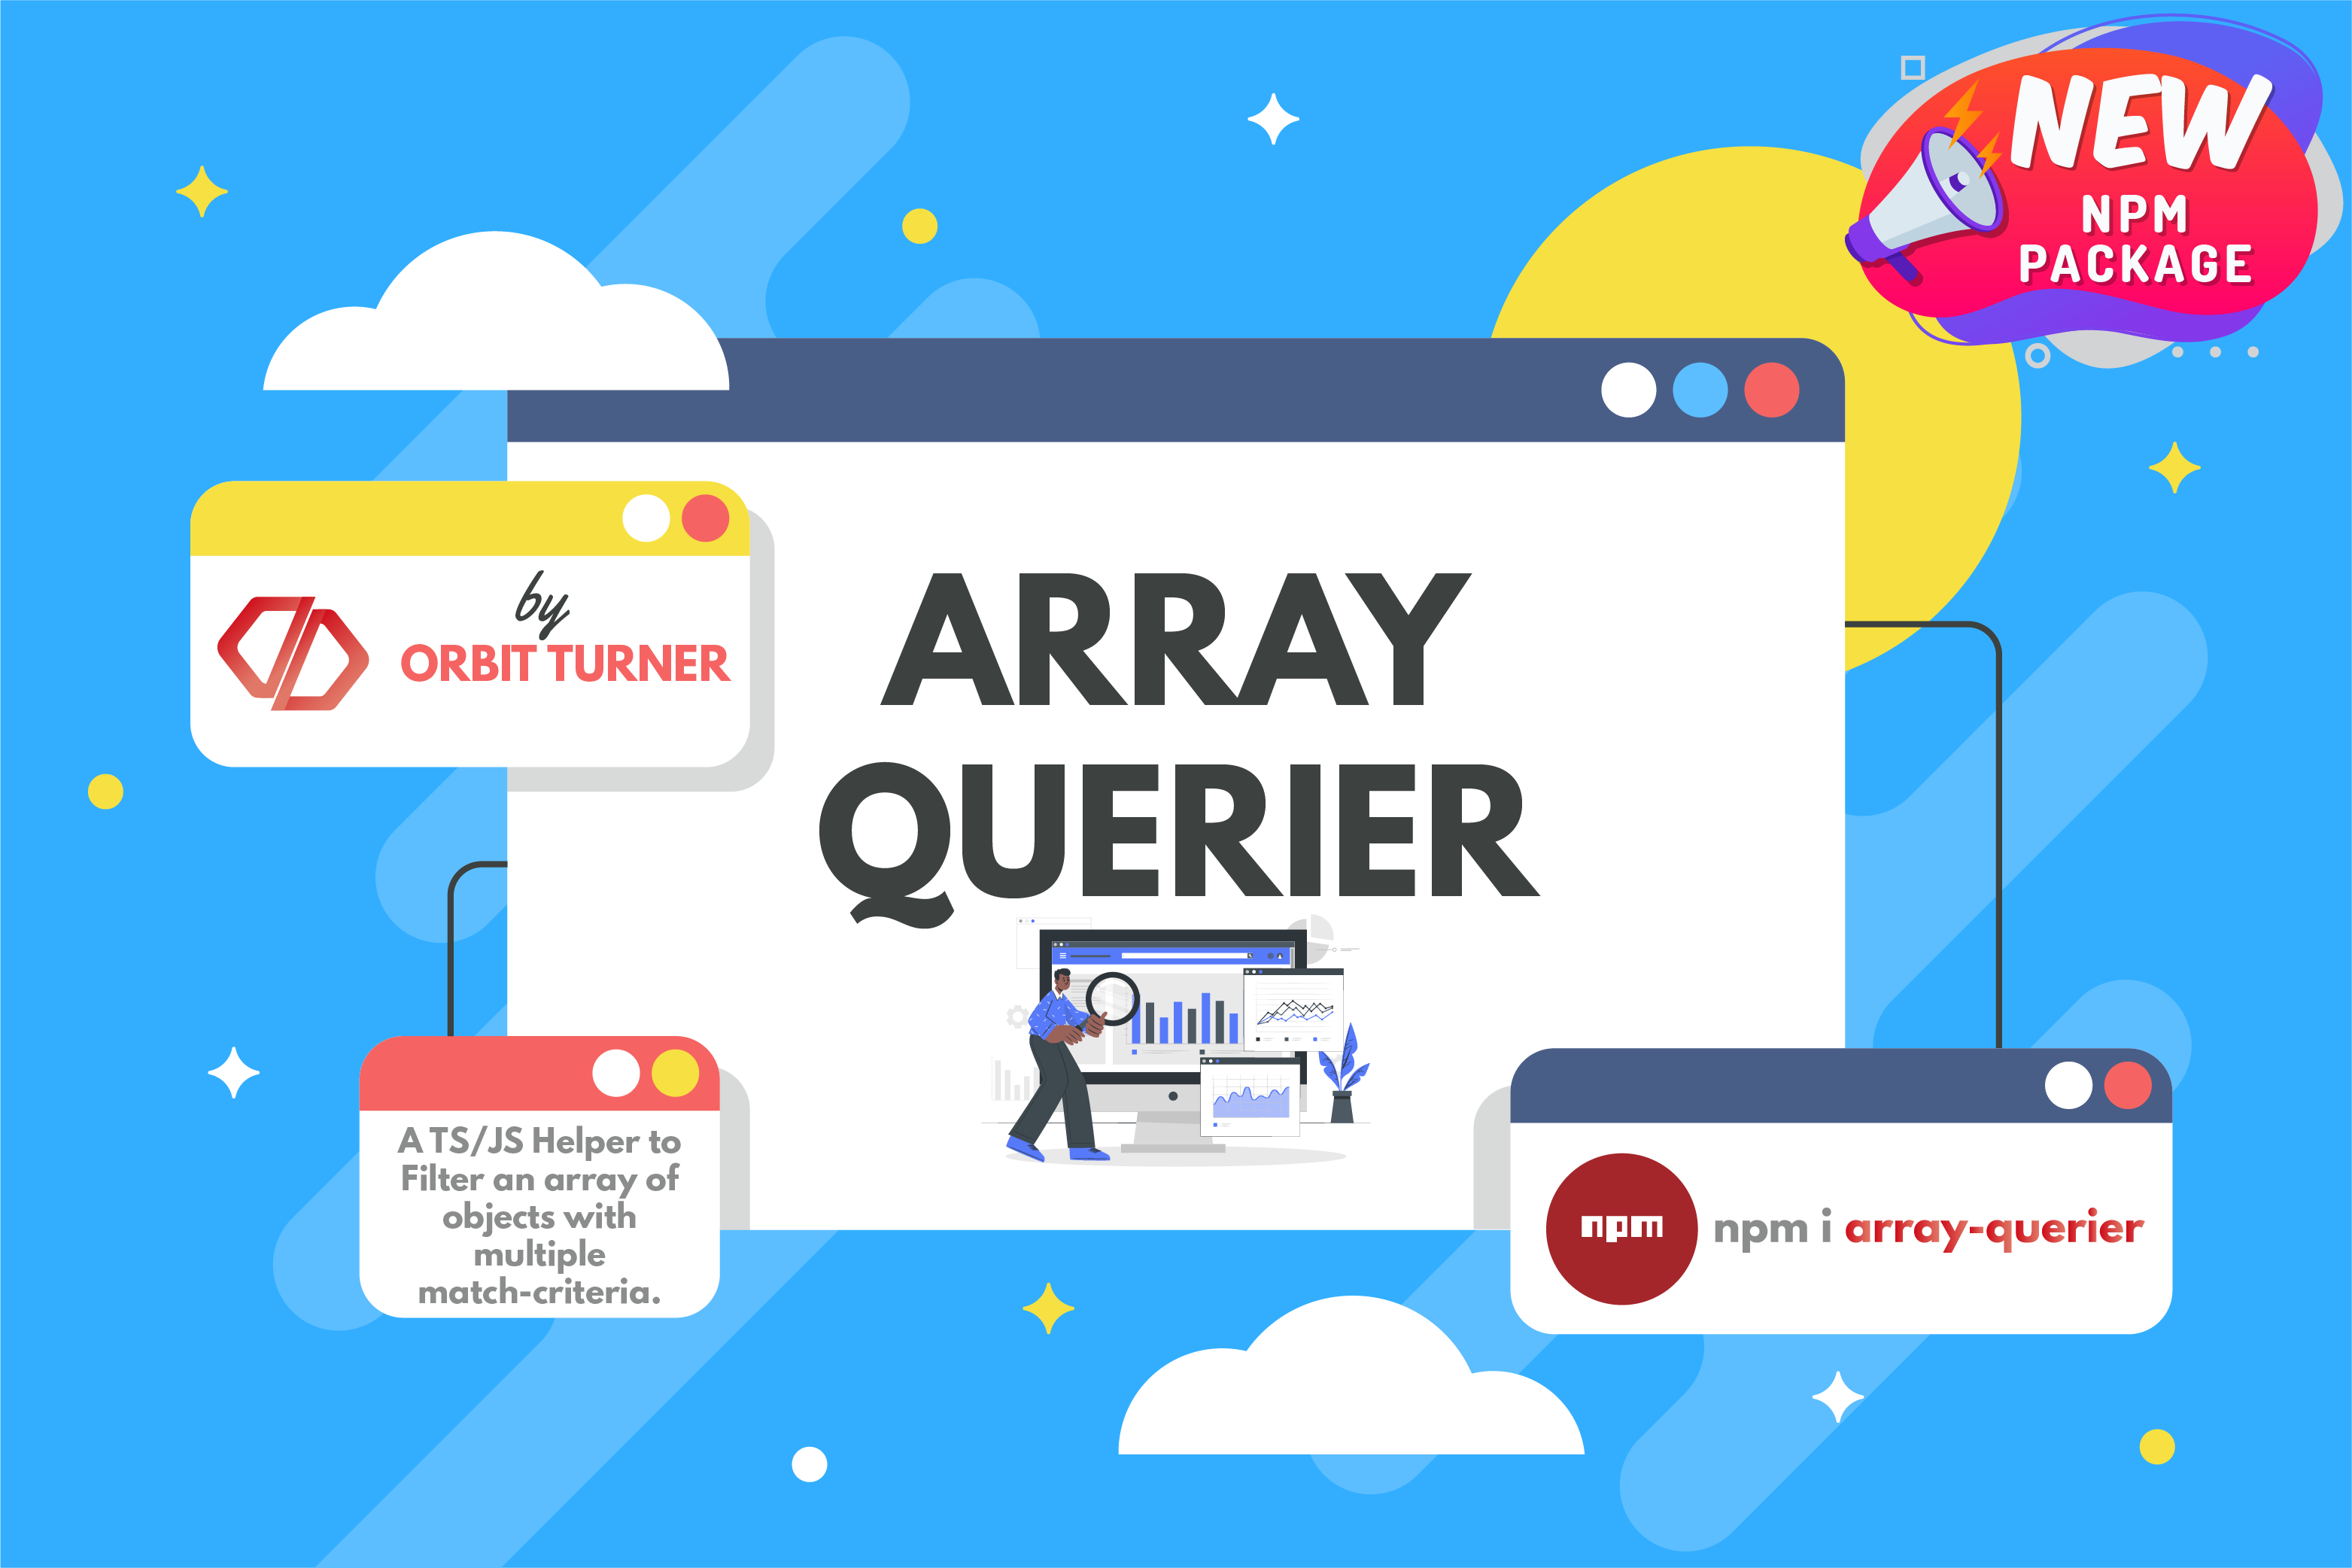 NEW
NPM
PACKAGE
by
ORBIT TURNER
ARRAY
QUERIER
A TS/JS Helper to
Filter an array of
objects with
multiple
match-criteria.
npm
npm i array-querier